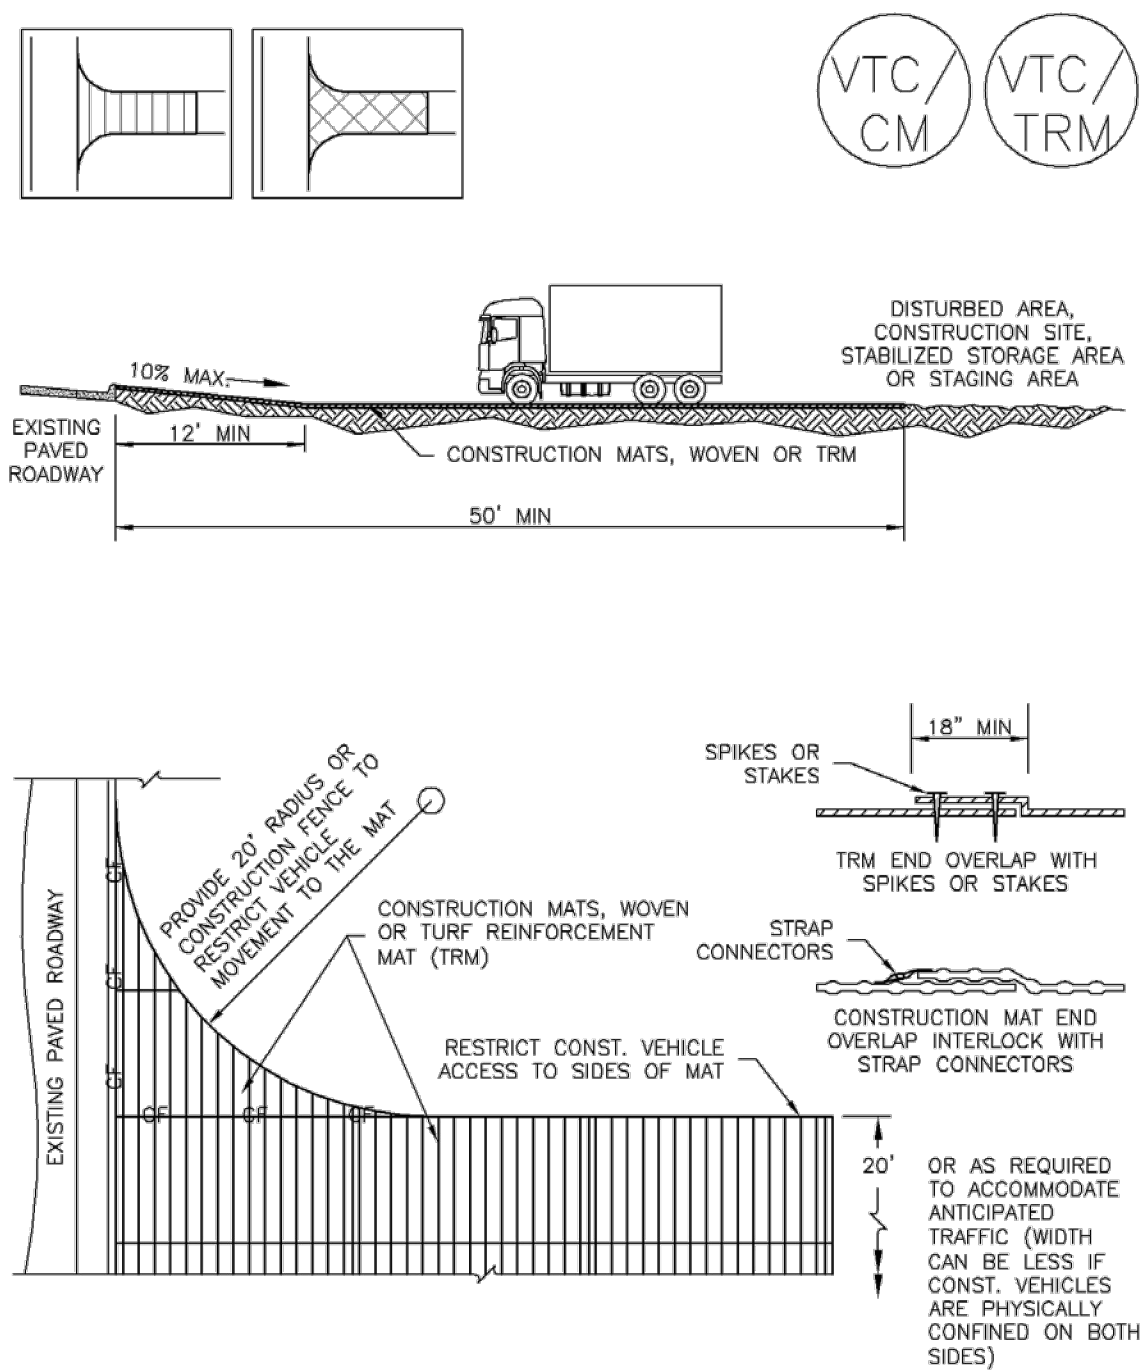 VTC/
CM
VTC/
TRM
DISTURBED AREA,
CONSTRUCTION SITE,
STABILIZED STORAGE AREA
OR STAGING AREA
10% MAX.
EXISTING
PAVED
ROADWAY
12' MIN
CONSTRUCTION MATS, WOVEN OR TRM
50' MIN
18" MIN
SPIKES OR
STAKES
TRM END OVERLAP WITH
SPIKES OR STAKES
PROVIDE 20' RADIUS OR
CONSTRUCTION FENCE TO
RESTRICT VEHICLE
MOVEMENT TO THE MAT
CONSTRUCTION MATS, WOVEN
OR TURF REINFORCEMENT
MAT (TRM)
STRAP
CONNECTORS
CONSTRUCTION MAT END
OVERLAP INTERLOCK WITH
STRAP CONNECTORS
RESTRICT CONST. VEHICLE
ACCESS TO SIDES OF MAT
EXISTING PAVED ROADWAY
CF
CF
CF
CF
CF
CF
20'
OR AS REQUIRED
TO ACCOMMODATE
ANTICIPATED
TRAFFIC (WIDTH
CAN BE LESS IF
CONST. VEHICLES
ARE PHYSICALLY
CONFINED ON BOTH
SIDES)